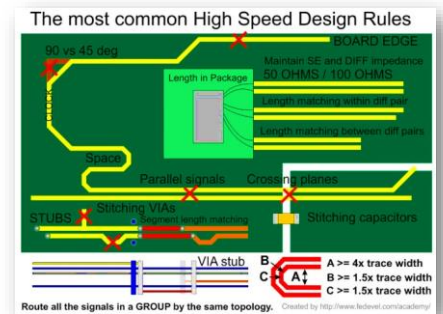 The most common High Speed Design Rules
90 vs 45 deg
BOARD EDGE
Maintain SE and DIFF impedance
50 OHMS / 100 OHMS
Length in Package
Length matching within diff pair
Length matching between diff pairs
Space
Parallel signals
Crossing planes
Stitching VIAs
STUBS
Segment length matching
Stitching capacitors
VIA stub
B
C
A
A >= 4x trace width
B >= 1.5x trace width
C >= 1.5x trace width
Route all the signals in a GROUP by the same topology.
Created by http://www.fedevel.com/academy/